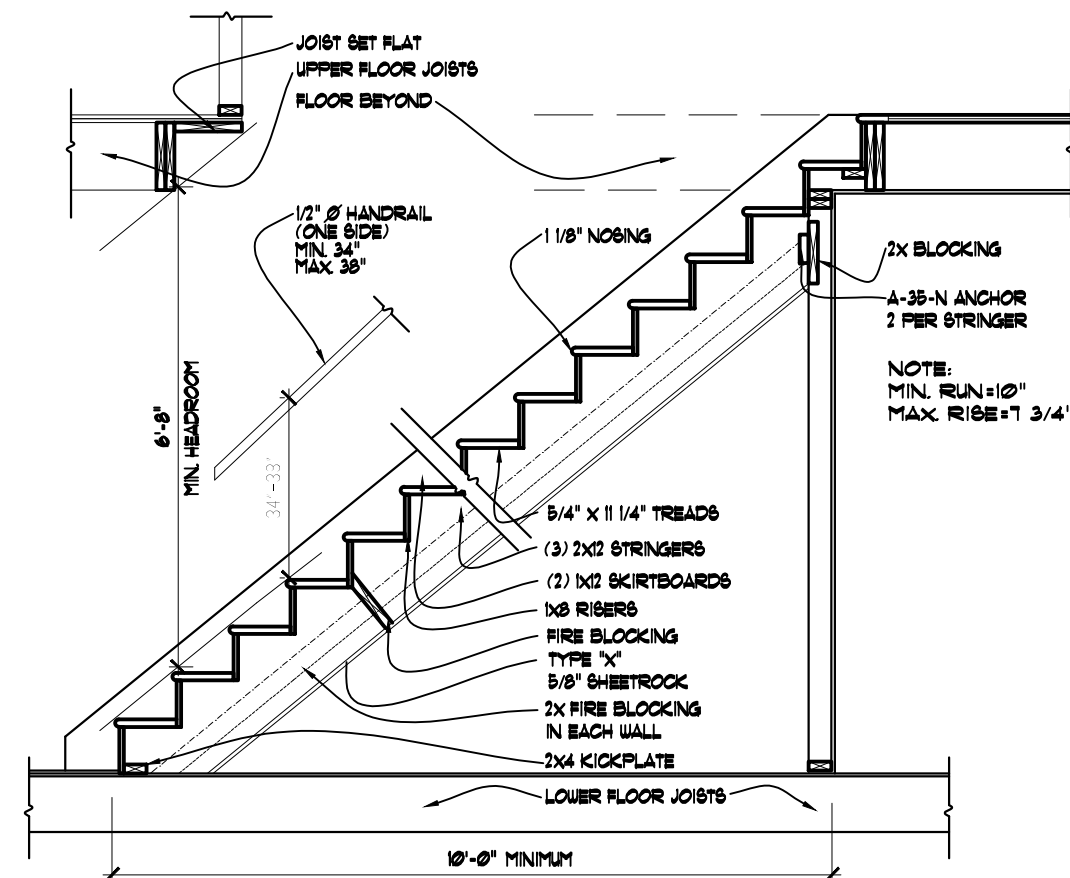 JOIST SET FLAT
UPPER FLOOR JOISTS
FLOOR BEYOND
1/2" Ø HANDRAIL
(ONE SIDE)
MIN. 34"
MAX. 38"
1 1/8" NOSING
2X BLOCKING
A-35-N ANCHOR
2 PER STRINGER
NOTE:
MIN. RUN=10"
MAX. RISE=7 3/4"
6'-8"
MIN. HEADROOM
34"-33"
5/4" X 11 1/4" TREADS
(3) 2X12 STRINGERS
(2) 1X12 SKIRTBOARDS
1X8 RISERS
FIRE BLOCKING
TYPE "X"
5/8" SHEETROCK
2X FIRE BLOCKING
IN EACH WALL
2X4 KICKPLATE
LOWER FLOOR JOISTS
10'-0" MINIMUM